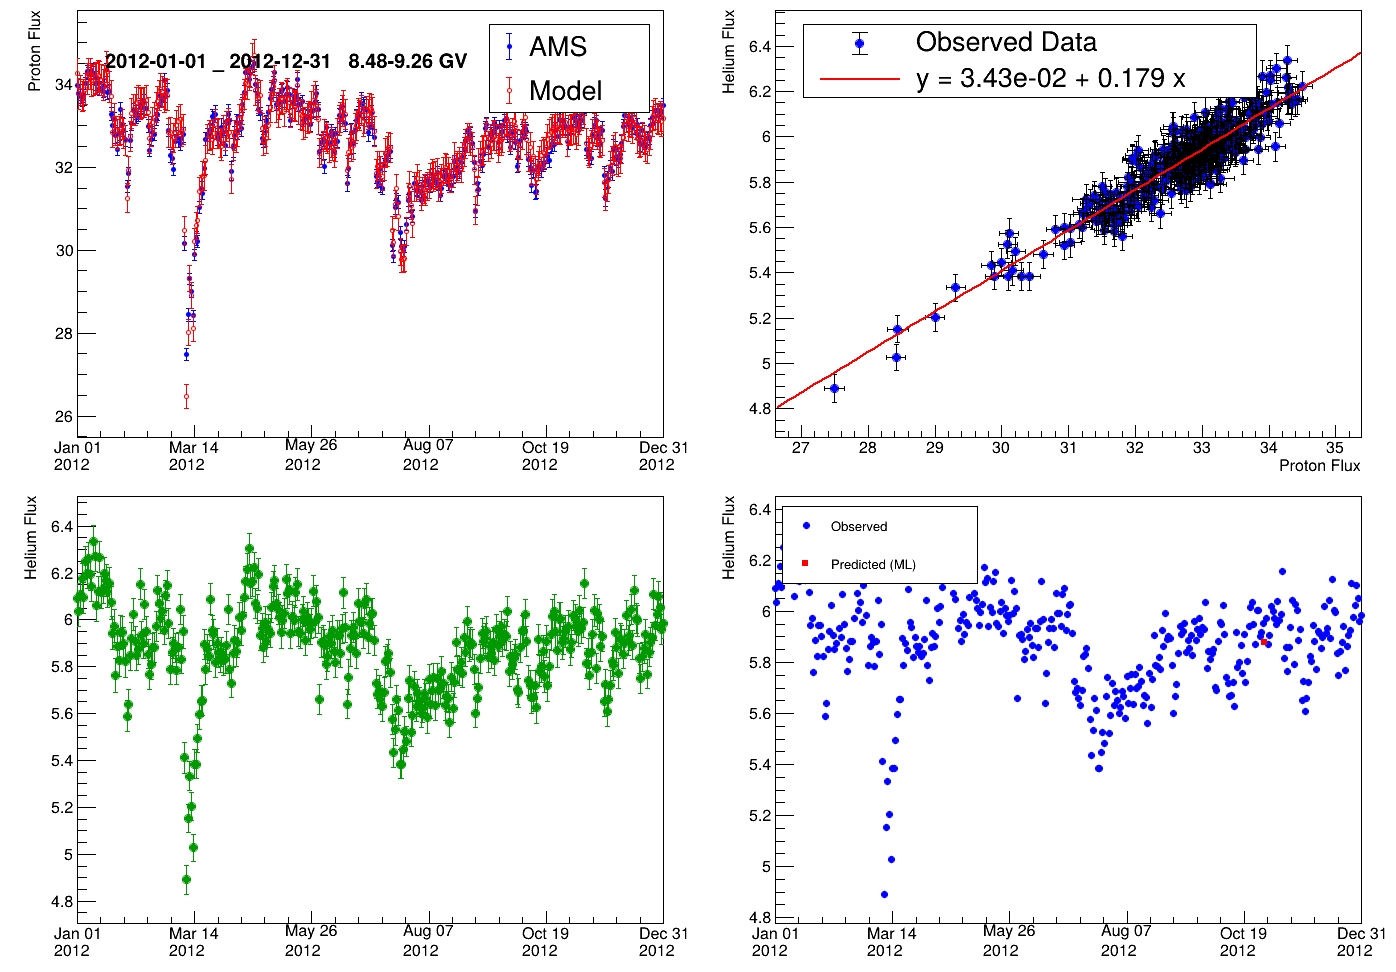 Proton Flux
2012-01-01 _ 2012-12-31 8.48-9.26 GV
AMS
Model
34
32
30
28
26
Jan 01
2012
Mar 14
2012
May 26
2012
Aug 07
2012
Oct 19
2012
Dec 31
2012
Helium Flux
Observed Data
y = 3.43e-02 + 0.179 x
6.4
6.2
6
5.8
5.6
5.4
5.2
5
4.8
27 28 29 30 31 32 33 34 35
Proton Flux
Helium Flux
6.4
6.2
6
5.8
5.6
5.4
5.2
5
4.8
Jan 01
2012
Mar 14
2012
May 26
2012
Aug 07
2012
Oct 19
2012
Dec 31
2012
Helium Flux
Observed
Predicted (ML)
6.4
6.2
6
5.8
5.6
5.4
5.2
5
4.8
Jan 01
2012
Mar 14
2012
May 26
2012
Aug 07
2012
Oct 19
2012
Dec 31
2012